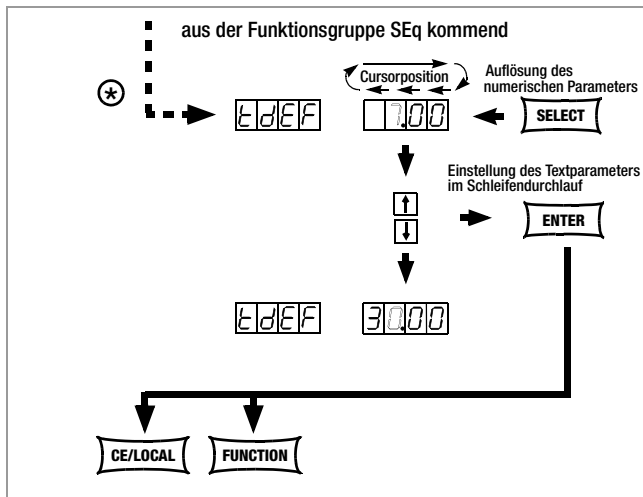 aus der Funktionsgruppe SEq kommend
Cursorposition
Auflösung des
numerischen Parameters
*
tdEF
1.00
SELECT
Einstellung des Textparameters
im Schleifendurchlauf
↑
↓
ENTER
tdEF
30.00
CE/LOCAL
FUNCTION